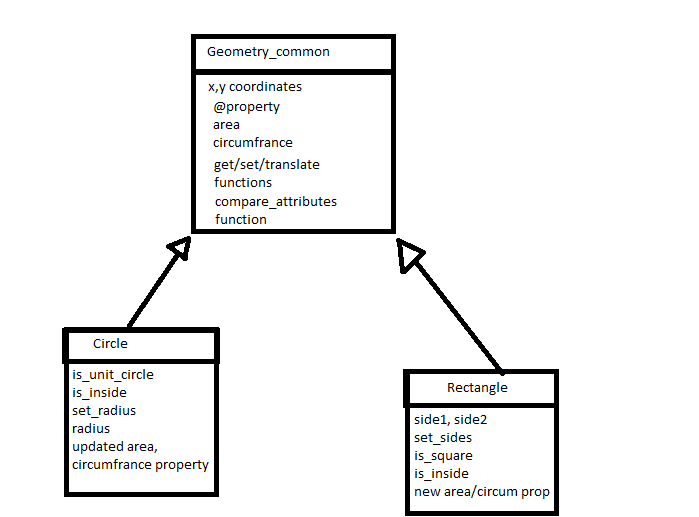 Geometry_common
x,y coordinates
@property
area
circumfrance
get/set/translate
functions
compare_attributes
function
Circle
is_unit_circle
is_inside
set_radius
radius
updated area,
circumfrance property
Rectangle
side1, side2
set_sides
is_square
is_inside
new area/circum prop